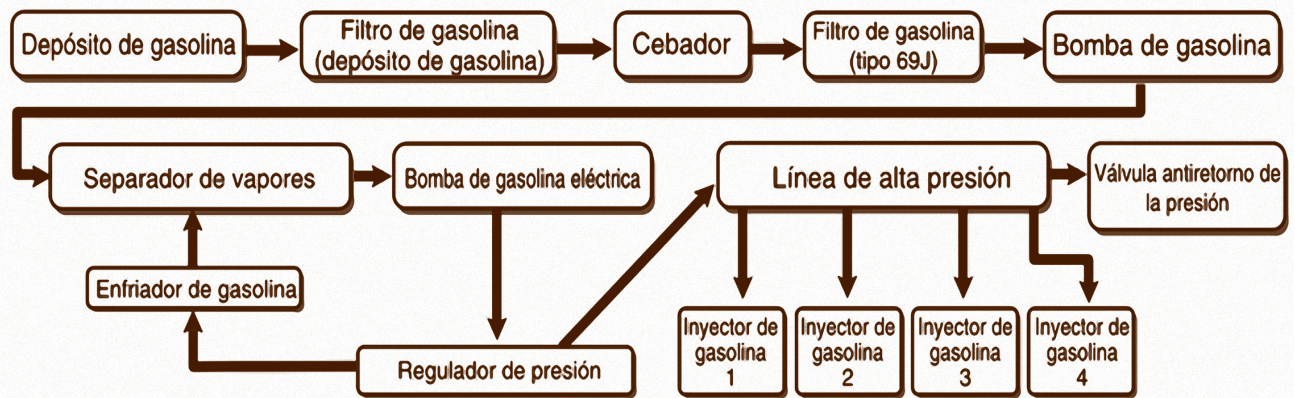 Depósito de gasolina
Filtro de gasolina
(depósito de gasolina)
Cebador
Filtro de gasolina
(tipo 69J)
Bomba de gasolina
Separador de vapores
Bomba de gasolina eléctrica
Línea de alta presión
Válvula antiretorno de
la presión
Enfriador de gasolina
Regulador de presión
Inyector de
gasolina
1
Inyector de
gasolina
2
Inyector de
gasolina
3
Inyector de
gasolina
4